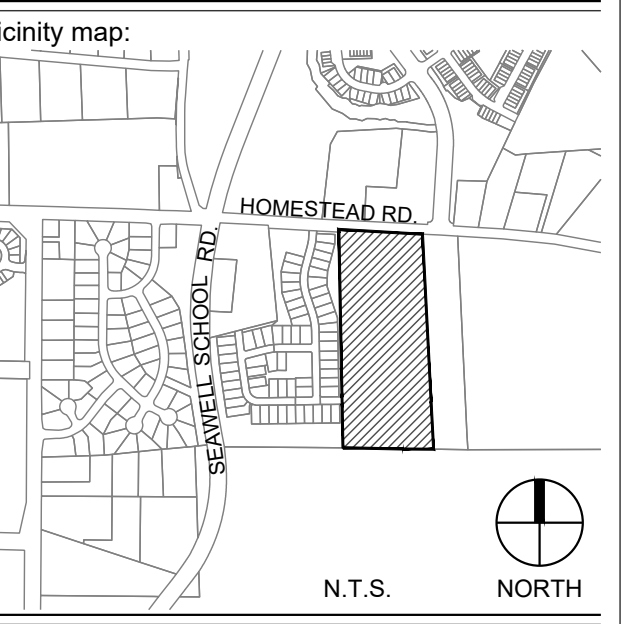 icinity map:
HOMESTEAD RD.
SEAWELL SCHOOL RD.
N.T.S.
NORTH